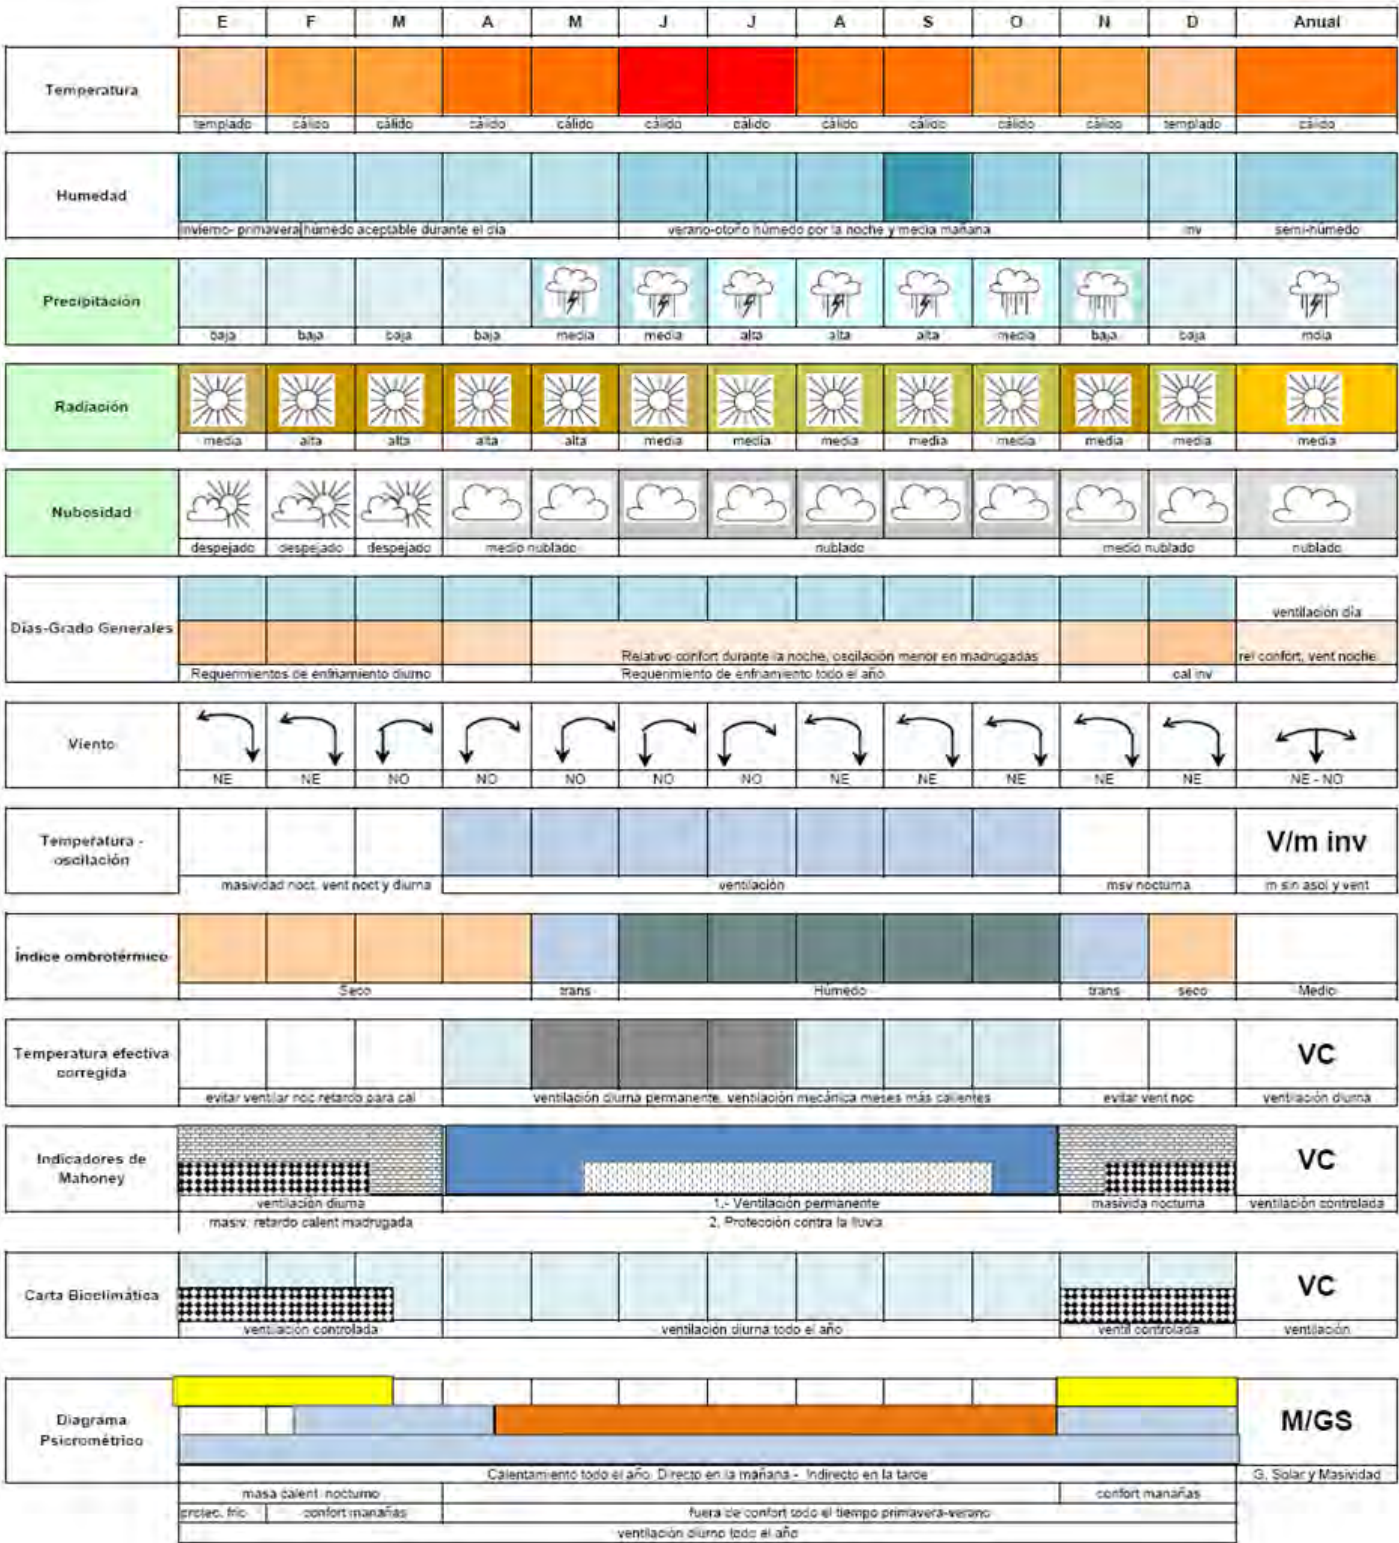 E F M A M J J A S O N D Anual
Temperatura
templado cálido cálido cálido cálido cálido cálido cálido cálido cálido cálido templado cálido
Humedad
invierno- primavera húmedo aceptable durante el día verano-otoño húmedo por la noche y media mañana inv semi-húmedo
Precipitación
baja baja baja baja media media alta alta alta media baja baja mdia
Radiación
media alta alta alta alta media media media media media media media media
Nubosidad
despejado despejado despejado medio nublado nublado medio nublado nublado
Días-Grado Generales
ventilación día
Relativo confort durante la noche, oscilación menor en madrugadas rel confort, vent noche
Requerimientos de enfriamiento diurno Requerimiento de enfriamiento todo el año cal inv
Viento
NE NE NO NO NO NO NO NE NE NE NE NE NE - NO
Temperatura - oscilación
V/m inv
masividad noct, vent noct y diurna ventilación msv nocturna m sin asol y vent
Índice ombrotérmico
Seco trans Húmedo trans seco Medio
Temperatura efectiva corregida
VC
evitar ventilar noc retardo para cal ventilación diurna permanente, ventilación mecánica meses más calientes evitar vent noc ventilación diurna
Indicadores de Mahoney
VC
ventilación diurna 1.- Ventilación permanente masivida nocturna ventilación controlada
masiv. retardo calent madrugada 2. Protección contra la lluvia
Carta Bioclimática
VC
ventilación controlada ventilación diurna todo el año ventil controlada ventilación
Diagrama Psicrométrico
M/GS
Calentamiento todo el año. Directo en la mañana - Indirecto en la tarde G. Solar y Masividad
masa calent. nocturno confort manañas
protec. frio confort manañas fuera de confort todo el tiempo primavera-verano
ventilación diurno todo el año